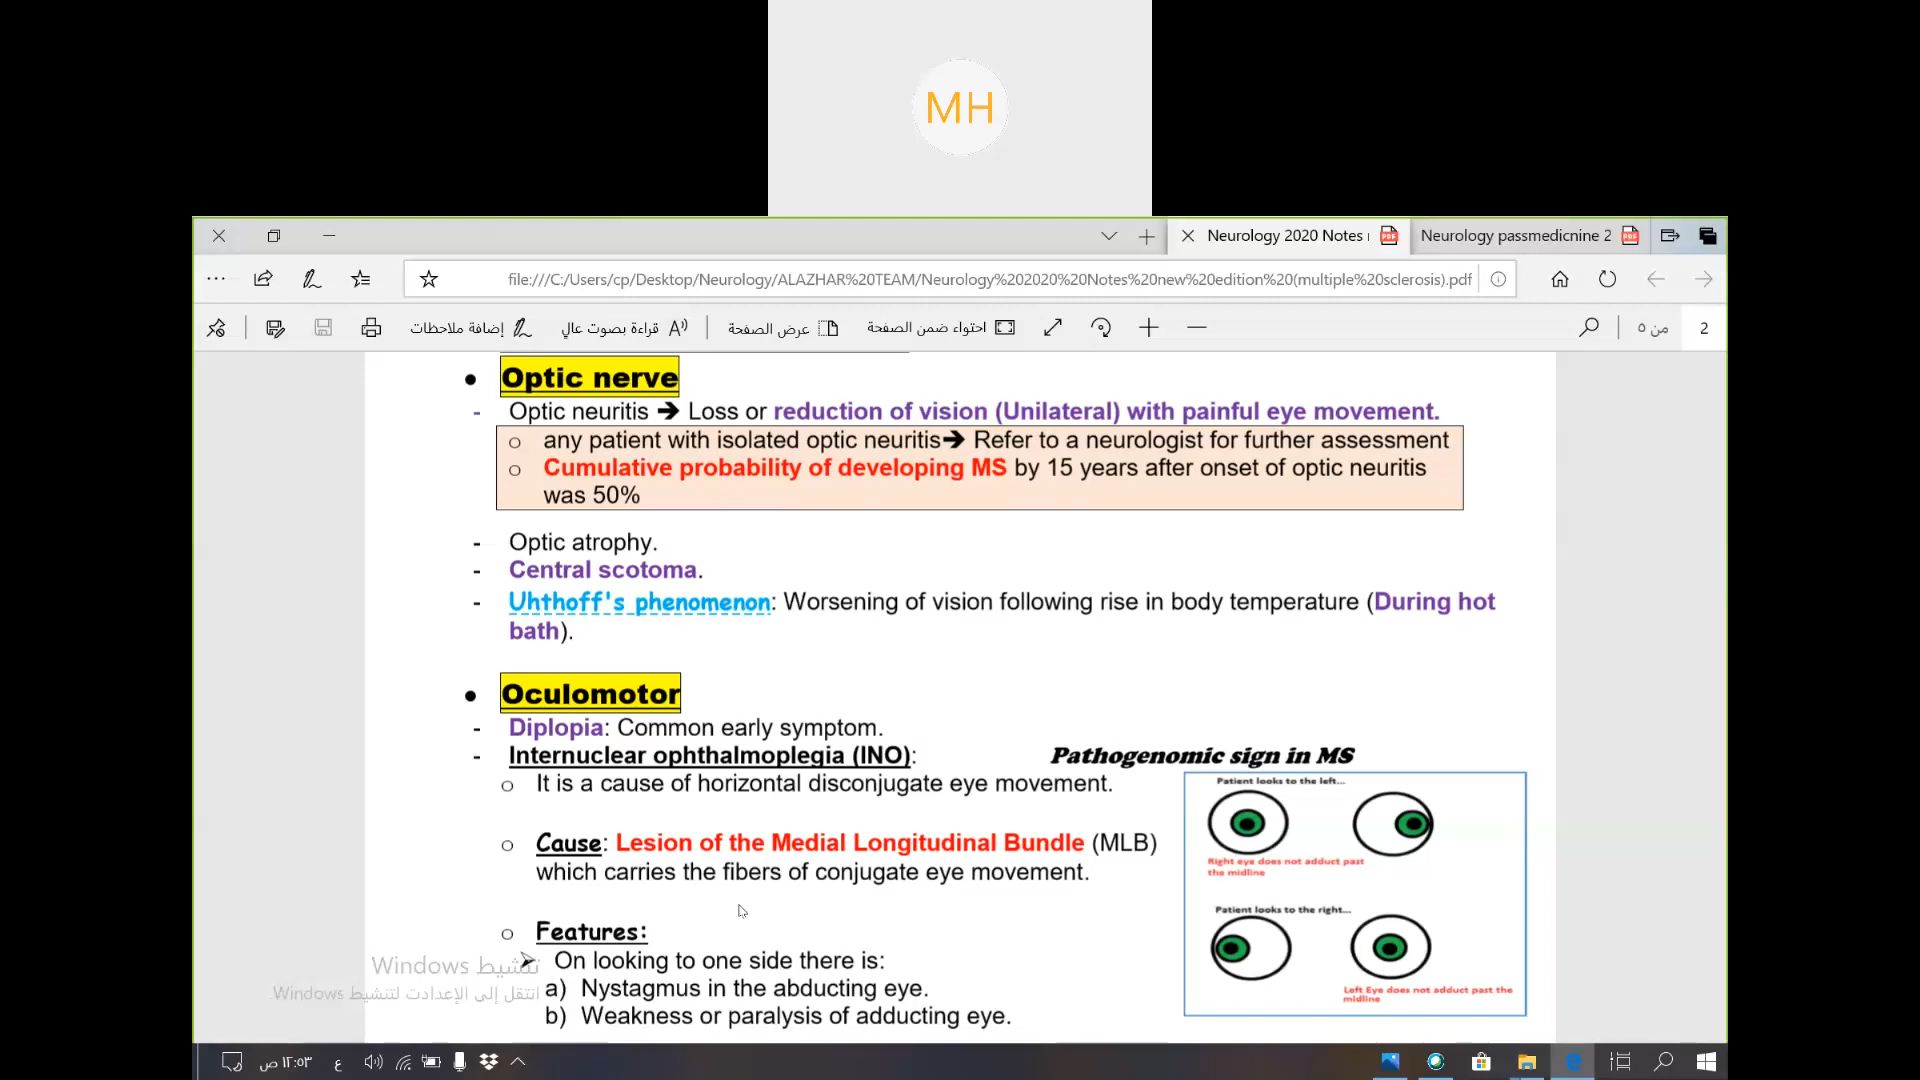 MH
Neurology 2020 Notes
PDF
Neurology passmedicnine 2
PDF
file:///C:/Users/cp/Desktop/Neurology/ALAZHAR%20TEAM/Neurology%202020%20Notes%20new%20edition%20(multiple%20sclerosis).pdf
إضافة ملاحظات
قراءة بصوت عالٍ
عرض الصفحة
احتواء ضمن الصفحة
من ٥
2
• Optic nerve
- Optic neuritis ➔ Loss or reduction of vision (Unilateral) with painful eye movement.
o any patient with isolated optic neuritis➔ Refer to a neurologist for further assessment
o Cumulative probability of developing MS by 15 years after onset of optic neuritis
was 50%
- Optic atrophy.
- Central scotoma.
- Uhthoff's phenomenon: Worsening of vision following rise in body temperature (During hot
bath).
• Oculomotor
- Diplopia: Common early symptom.
- Internuclear ophthalmoplegia (INO):
Pathogenomic sign in MS
o It is a cause of horizontal disconjugate eye movement.
Patient looks to the left...
Right eye does not adduct past
the midline
o Cause: Lesion of the Medial Longitudinal Bundle (MLB)
which carries the fibers of conjugate eye movement.
Patient looks to the right...
Left Eye does not adduct past the
midline
o Features:
➢ On looking to one side there is:
a) Nystagmus in the abducting eye.
b) Weakness or paralysis of adducting eye.
تنشيط Windows
انتقل إلى الإعدادات لتنشيط Windows.
١٢:٥٣ ص
ع